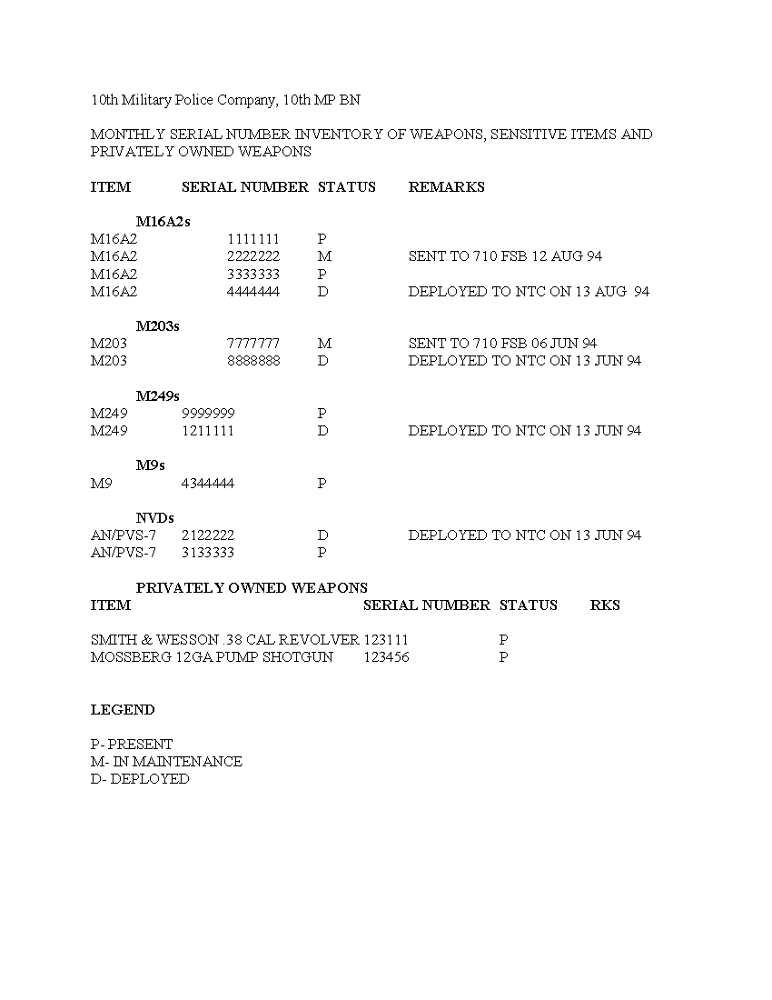 10th Military Police Company, 10th MP BN
MONTHLY SERIAL NUMBER INVENTORY OF WEAPONS, SENSITIVE ITEMS AND
PRIVATELY OWNED WEAPONS
ITEM SERIAL NUMBER STATUS REMARKS
M16A2s
M16A2 1111111 P
M16A2 2222222 M SENT TO 710 FSB 12 AUG 94
M16A2 3333333 P
M16A2 4444444 D DEPLOYED TO NTC ON 13 AUG 94
M203s
M203 7777777 M SENT TO 710 FSB 06 JUN 94
M203 8888888 D DEPLOYED TO NTC ON 13 JUN 94
M249s
M249 9999999 P
M249 1211111 D DEPLOYED TO NTC ON 13 JUN 94
M9s
M9 4344444 P
NVDs
AN/PVS-7 2122222 D DEPLOYED TO NTC ON 13 JUN 94
AN/PVS-7 3133333 P
PRIVATELY OWNED WEAPONS
ITEM SERIAL NUMBER STATUS RKS
SMITH & WESSON .38 CAL REVOLVER 123111 P
MOSSBERG 12GA PUMP SHOTGUN 123456 P
LEGEND
P- PRESENT
M- IN MAINTENANCE
D- DEPLOYED